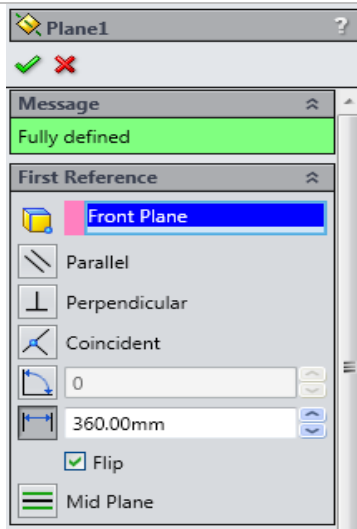 Plane1 ?
Message
Fully defined
First Reference
Front Plane
Parallel
Perpendicular
Coincident
0
360.00mm
Flip
Mid Plane